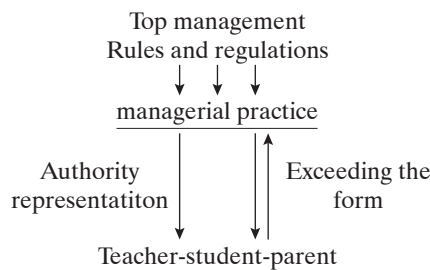 Top management
Rules and regulations
managerial practice
Authority
representatiton
Exceeding the
form
Teacher-student-parent